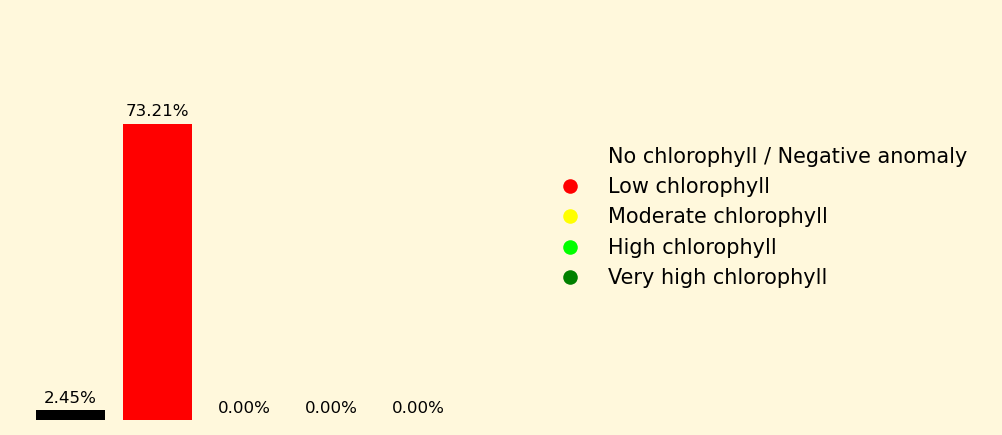 73.21%
2.45%
0.00%
0.00%
0.00%
No chlorophyll / Negative anomaly
Low chlorophyll
Moderate chlorophyll
High chlorophyll
Very high chlorophyll